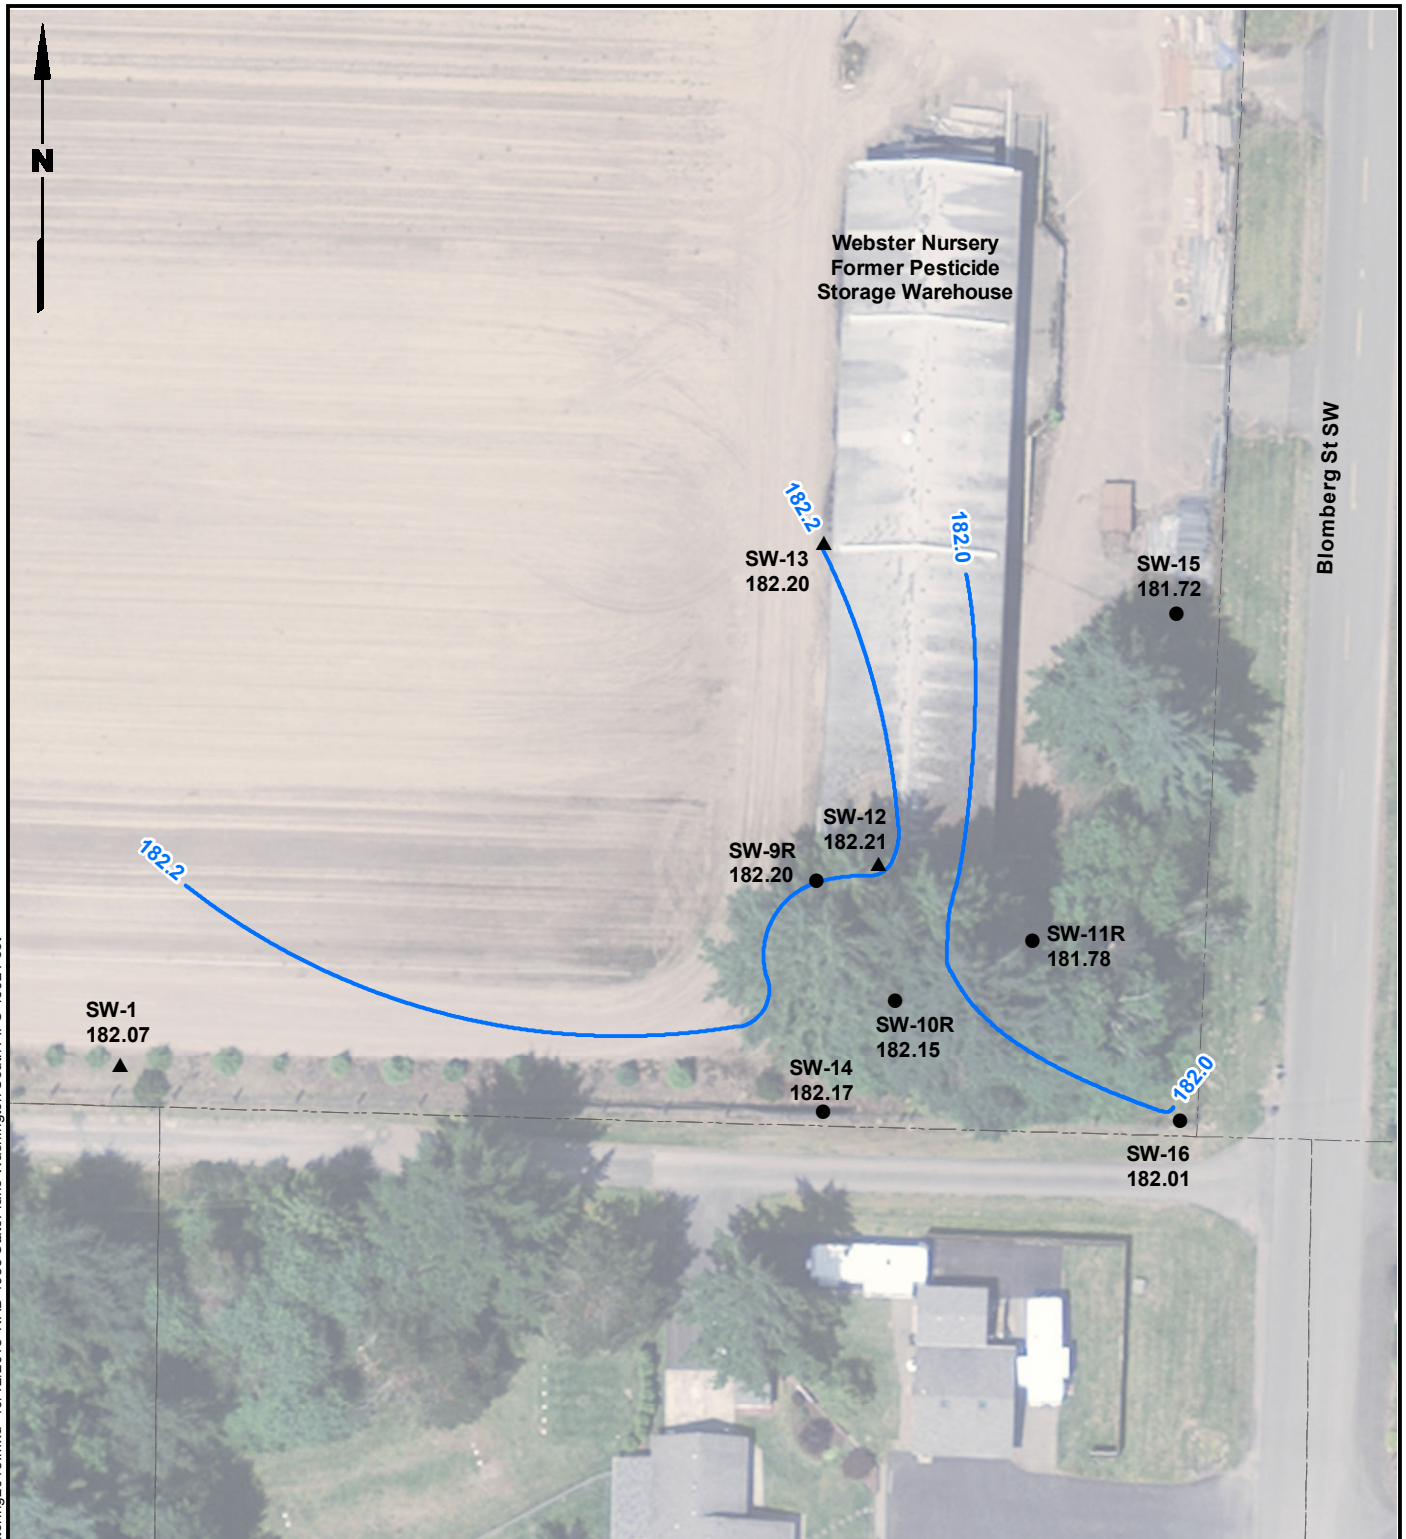 N
Webster Nursery
Former Pesticide
Storage Warehouse
Blomberg St SW
182.2
182.0
SW-13
182.20
SW-15
181.72
SW-12
182.21
SW-9R
182.20
182.2
SW-11R
181.78
SW-1
182.07
SW-10R
182.15
SW-14
182.17
182.0
SW-16
182.01